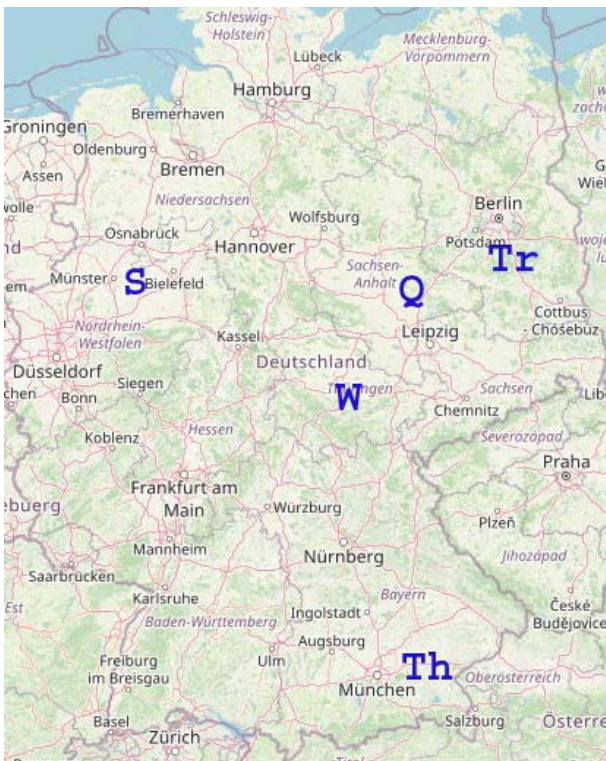 Schleswig-
Holstein
Mecklenburg-
Vorpommern
Lübeck
Hamburg
Bremerhaven
Groningen
Oldenburg
Bremen
Assen
Niedersachsen
Wolfsburg
Berlin
Osnabrück
Hannover
Potsdam
Tr
Münster
S
Bielefeld
Sachsen-
Anhalt
Q
Cottbus
- Chóśebuz
Nordrhein-
Westfalen
Kassel
Leipzig
Düsseldorf
Deutschland
Siegen
W
Sachsen
Bonn
Chemnitz
Koblenz
Hessen
Severozápad
Praha
Frankfurt am
Main
Würzburg
Plzeň
Mannheim
Nürnberg
Jihozápad
Saarbrücken
Karlsruhe
Bayern
České
Budějovice
Est
Baden-Württemberg
Ingolstadt
Augsburg
Freiburg
im Breisgau
Ulm
Th
Oberösterreich
München
Basel
Salzburg
Zürich